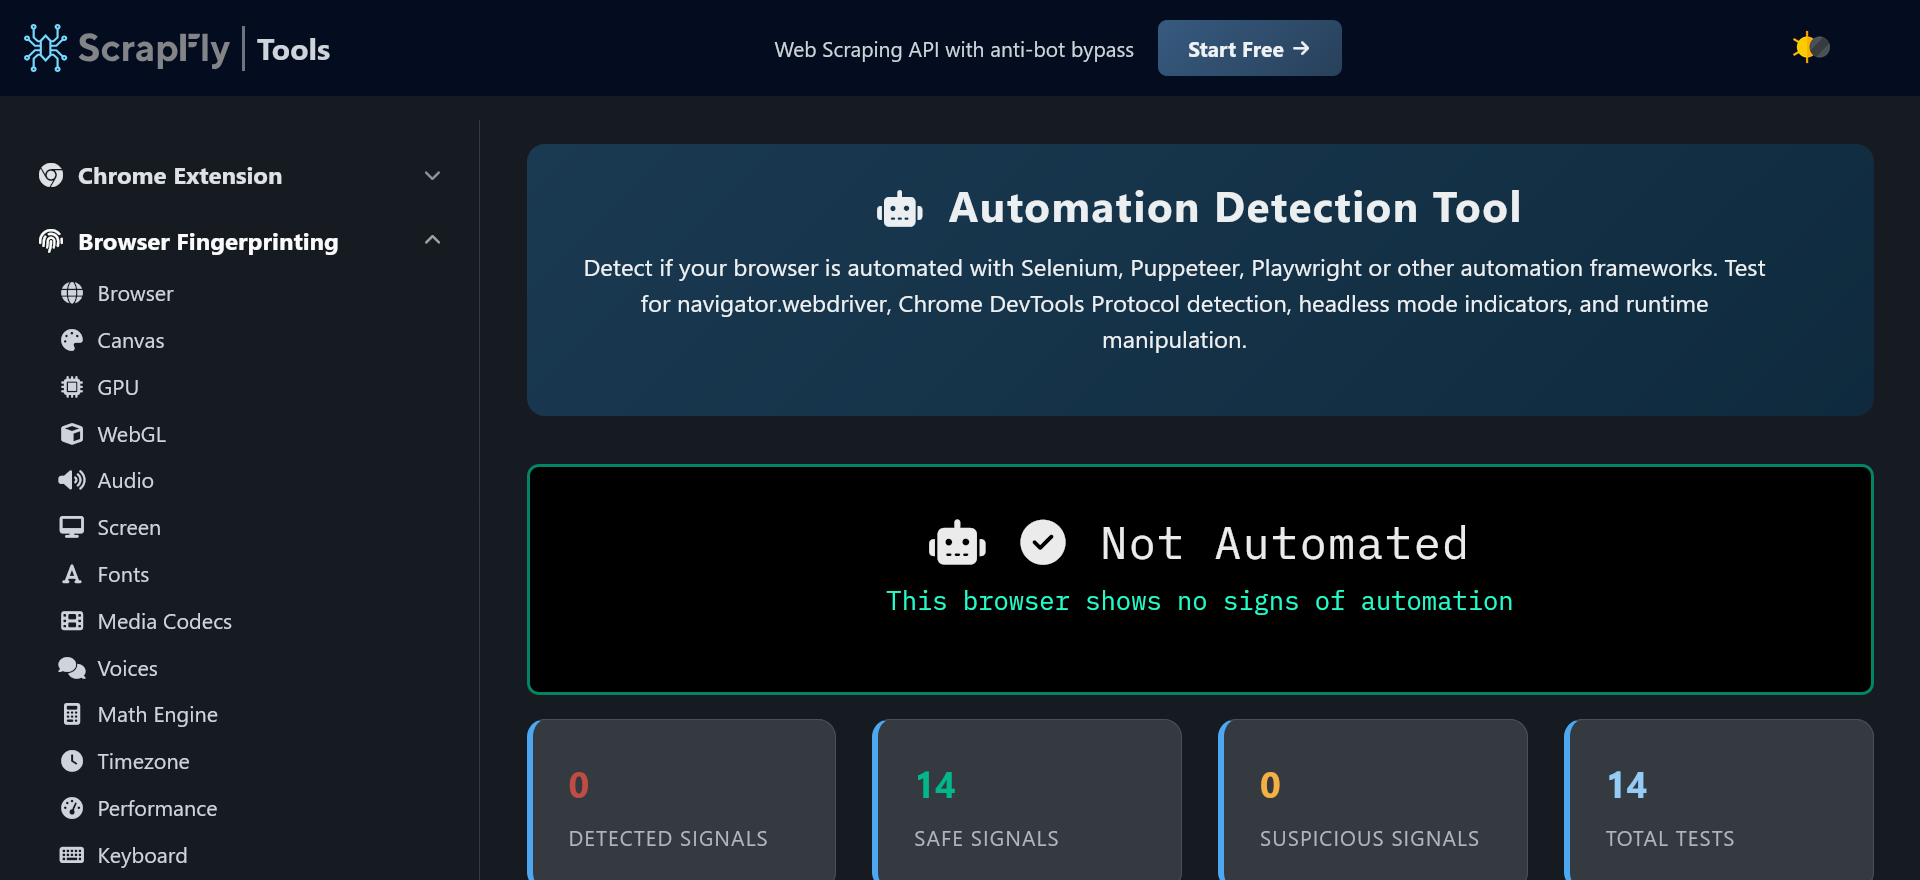 ScrapFly | Tools
Web Scraping API with anti-bot bypass
Start Free →
Chrome Extension
Browser Fingerprinting
Browser
Canvas
GPU
WebGL
Audio
Screen
Fonts
Media Codecs
Voices
Math Engine
Timezone
Performance
Keyboard
Automation Detection Tool
Detect if your browser is automated with Selenium, Puppeteer, Playwright or other automation frameworks. Test
for navigator.webdriver, Chrome DevTools Protocol detection, headless mode indicators, and runtime
manipulation.
Not Automated
This browser shows no signs of automation
0
DETECTED SIGNALS
14
SAFE SIGNALS
0
SUSPICIOUS SIGNALS
14
TOTAL TESTS